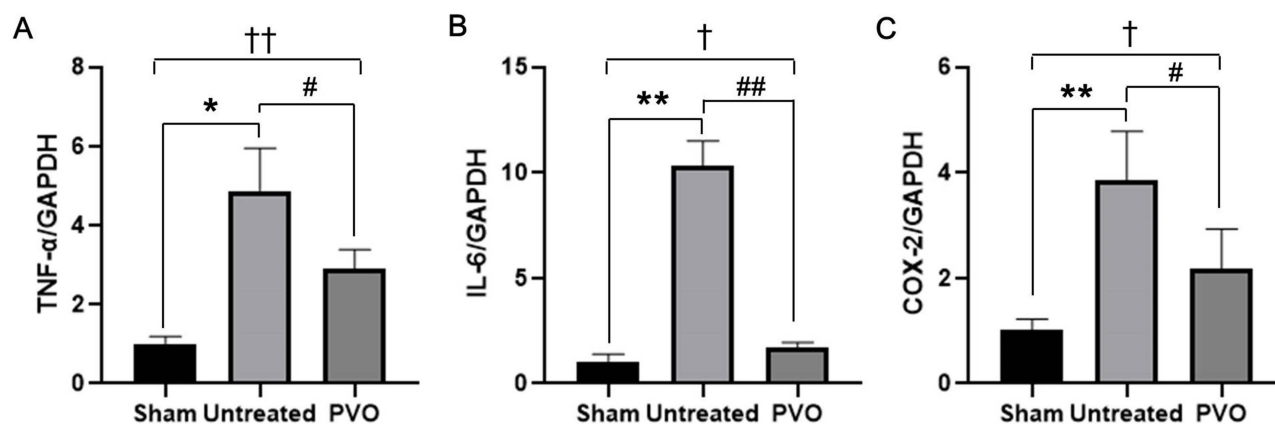 A
††
8
#
*
6
4
2
0
TNF-α/GAPDH
Sham Untreated PVO
B
†
15
**
##
10
5
0
IL-6/GAPDH
Sham Untreated PVO
C
†
6
#
**
4
2
0
COX-2/GAPDH
Sham Untreated PVO